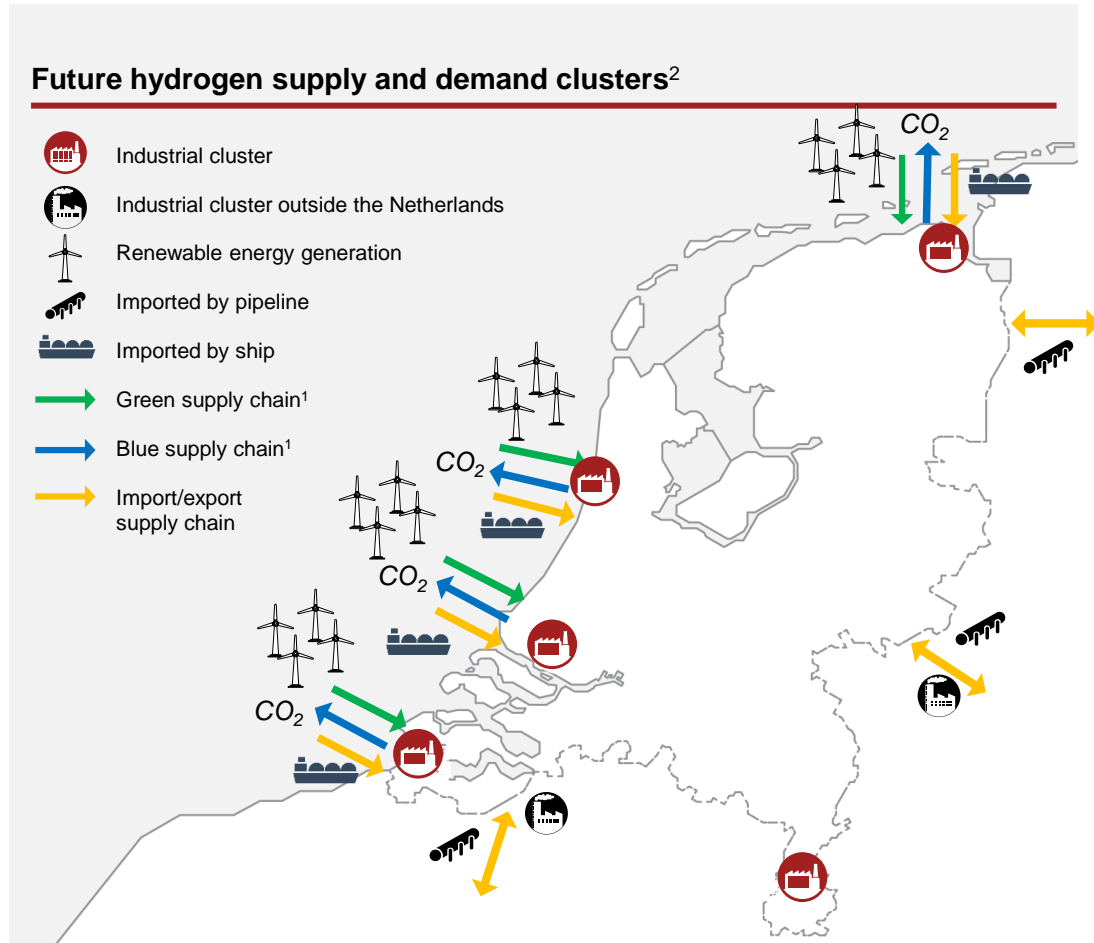 Future hydrogen supply and demand clusters²
Industrial cluster
Industrial cluster outside the Netherlands
Renewable energy generation
Imported by pipeline
Imported by ship
Green supply chain¹
Blue supply chain¹
Import/export
supply chain
CO₂
CO₂
CO₂
CO₂